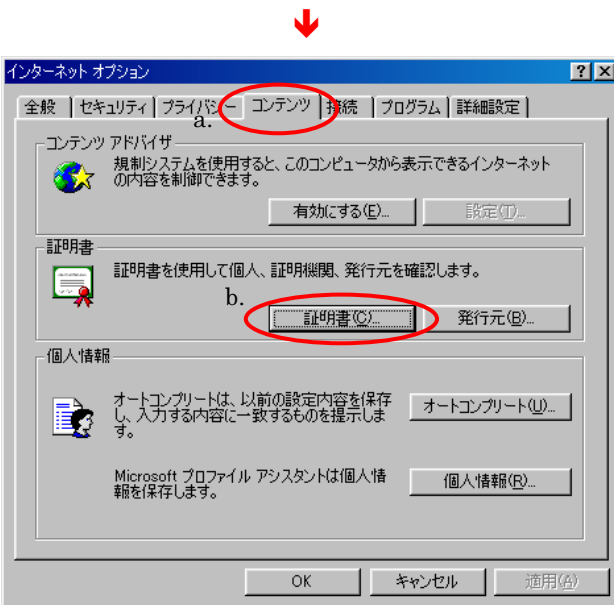 インターネット オプション
全般 セキュリティ プライバシー コンテンツ 接続 プログラム 詳細設定
a.
コンテンツ アドバイザ
規制システムを使用すると、このコンピュータから表示できるインターネット
の内容を制御できます。
有効にする(E)... 設定(T)...
証明書
証明書を使用して個人、証明機関、発行元を確認します。
b.
証明書(C)... 発行元(B)...
個人情報
オートコンプリートは、以前の設定内容を保存
し、入力する内容に一致するものを提示しま
す。
オートコンプリート(U)...
Microsoft プロファイル アシスタントは個人情
報を保存します。
個人情報(R)...
OK キャンセル 適用(A)